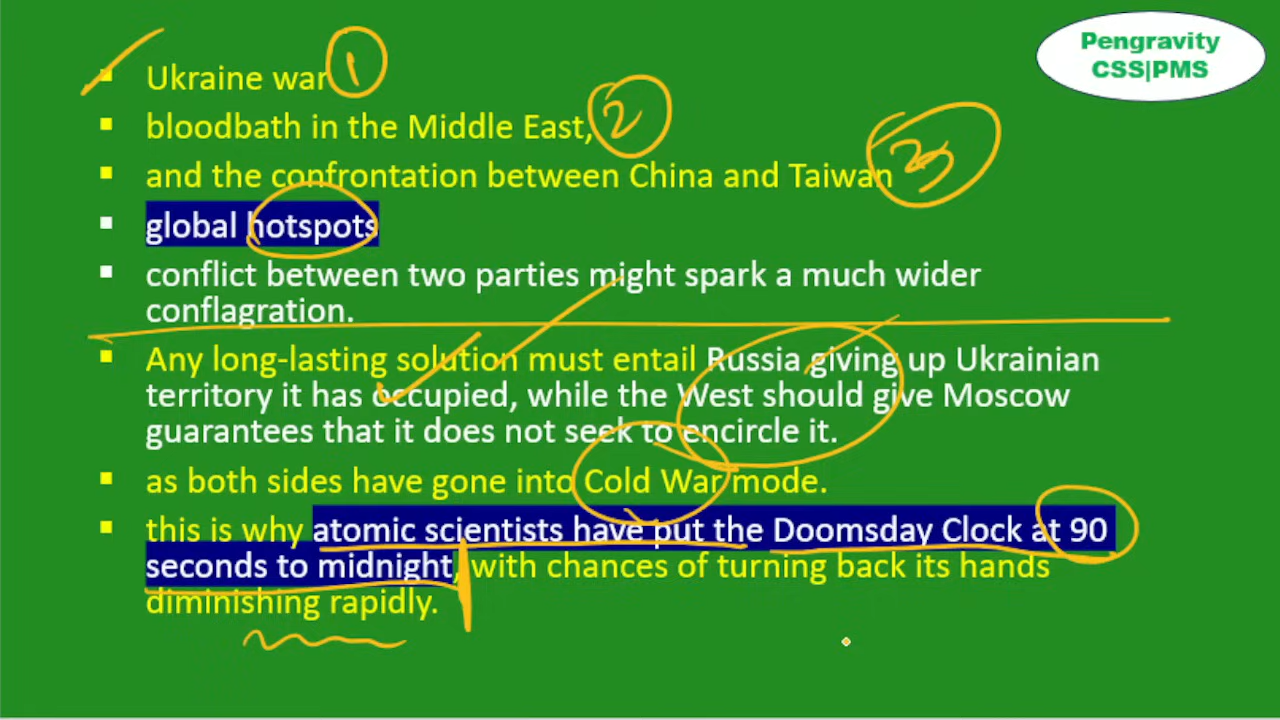 Pengravity
CSS|PMS
Ukraine war 1
bloodbath in the Middle East, 2
and the confrontation between China and Taiwan 3
global hotspots
conflict between two parties might spark a much wider
conflagration.
Any long-lasting solution must entail Russia giving up Ukrainian
territory it has occupied, while the West should give Moscow
guarantees that it does not seek to encircle it.
as both sides have gone into Cold War mode.
this is why atomic scientists have put the Doomsday Clock at 90
seconds to midnight, with chances of turning back its hands
diminishing rapidly.